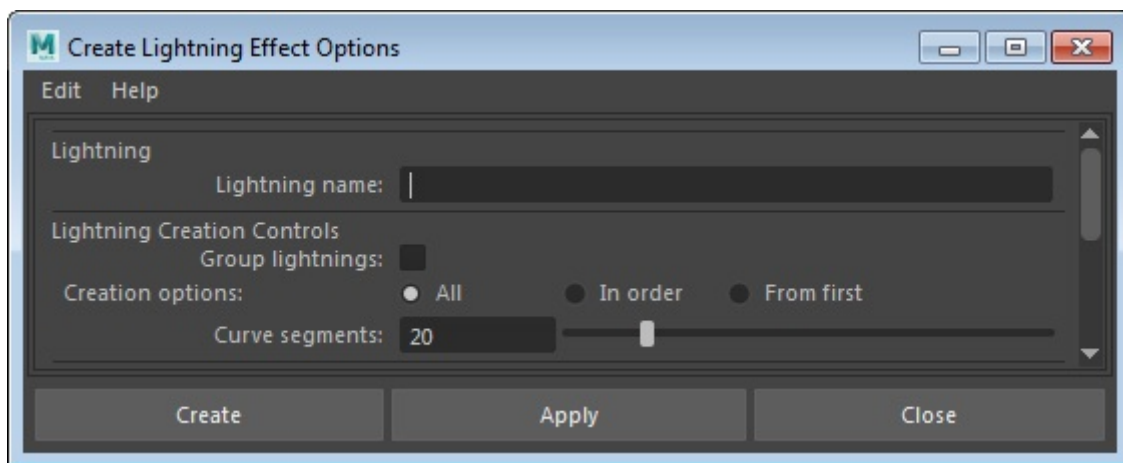 Create Lightning Effect Options
Edit Help
Lightning
Lightning name:
Lightning Creation Controls
Group lightnings:
Creation options: All In order From first
Curve segments: 20
Create Apply Close